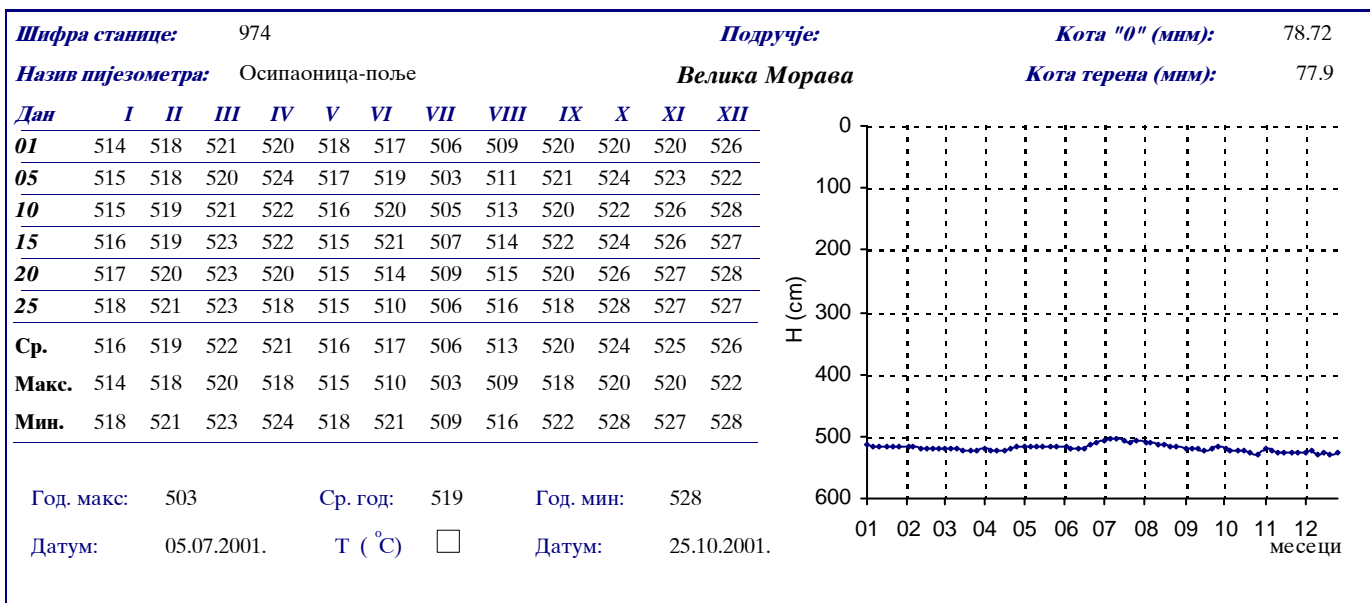 Шифра станице: 974 Подручје: Кота "0" (мнм): 78.72
Назив пијезометра: Осипаоница-поље Велика Морава Кота терена (мнм): 77.9
Дан I II III IV V VI VII VIII IX X XI XII
01 514 518 521 520 518 517 506 509 520 520 520 526
05 515 518 520 524 517 519 503 511 521 524 523 522
10 515 519 521 522 516 520 505 513 520 522 526 528
15 516 519 523 522 515 521 507 514 522 524 526 527
20 517 520 523 520 515 514 509 515 520 526 527 528
25 518 521 523 518 515 510 506 516 518 528 527 527
Ср. 516 519 522 521 516 517 506 513 520 524 525 526
Макс. 514 518 520 518 515 510 503 509 518 520 520 522
Мин. 518 521 523 524 518 521 509 516 522 528 527 528
Год. макс: 503 Ср. год: 519 Год. мин: 528
Датум: 05.07.2001. Т ( °C) Датум: 25.10.2001.
H (cm)
0
100
200
300
400
500
600
01 02 03 04 05 06 07 08 09 10 11 12
месеци